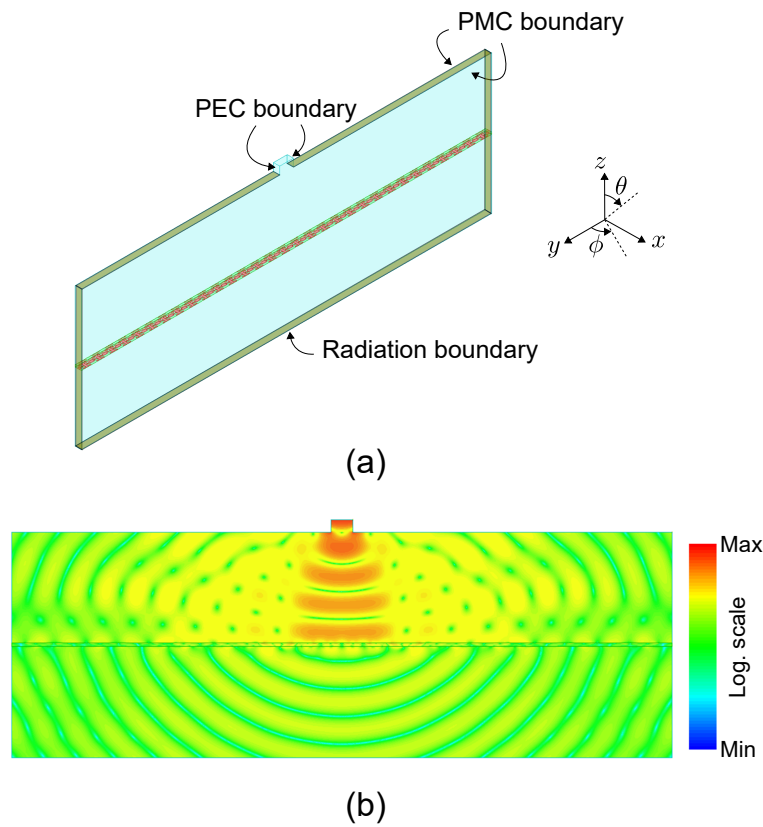 PMC boundary
PEC boundary
z
θ
y
ϕ
x
Radiation boundary
(a)
Max
Log. scale
Min
(b)